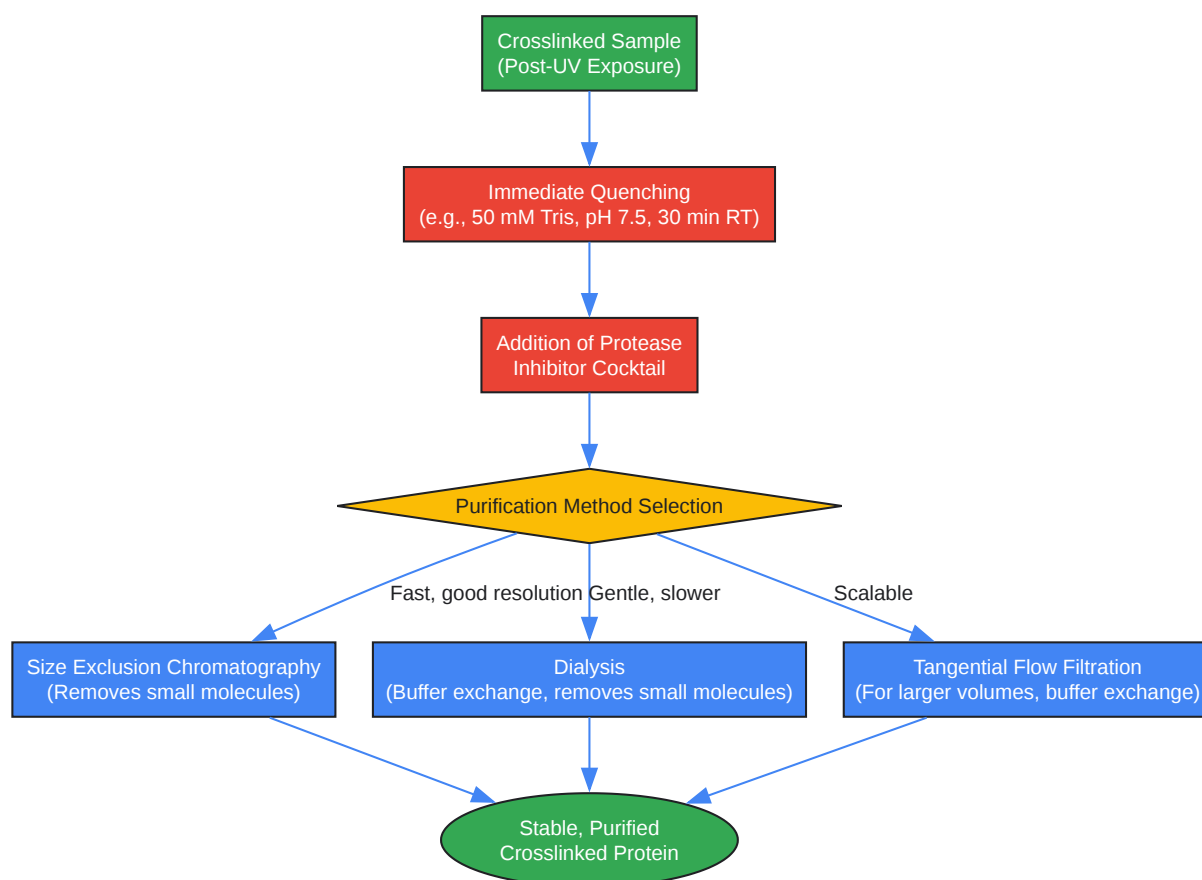 Crosslinked Sample
(Post-UV Exposure)
Immediate Quenching
(e.g., 50 mM Tris, pH 7.5, 30 min RT)
Addition of Protease
Inhibitor Cocktail
Purification Method Selection
Fast, good resolution
Gentle, slower
Scalable
Size Exclusion Chromatography
(Removes small molecules)
Dialysis
(Buffer exchange, removes small molecules)
Tangential Flow Filtration
(For larger volumes, buffer exchange)
Stable, Purified
Crosslinked Protein